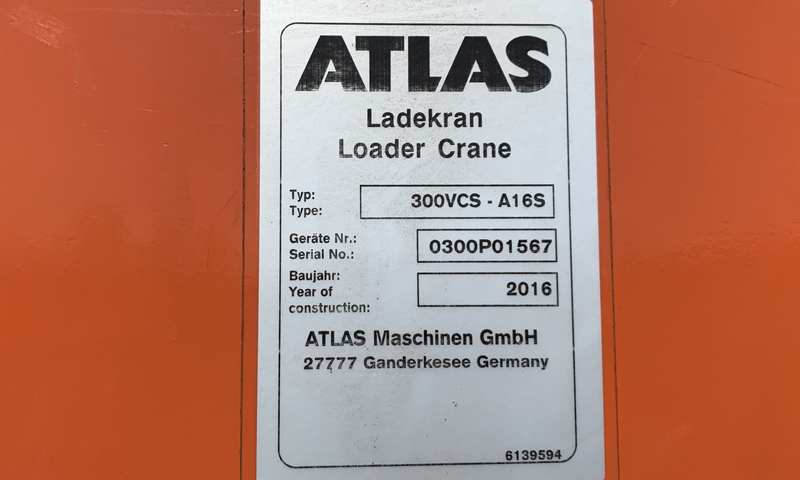 ATLAS
Ladekran
Loader Crane
Typ:
Type:
300VCS - A16S
Geräte Nr.:
Serial No.:
0300P01567
Baujahr:
Year of
construction:
2016
ATLAS Maschinen GmbH
27777 Ganderkesee Germany
6139594